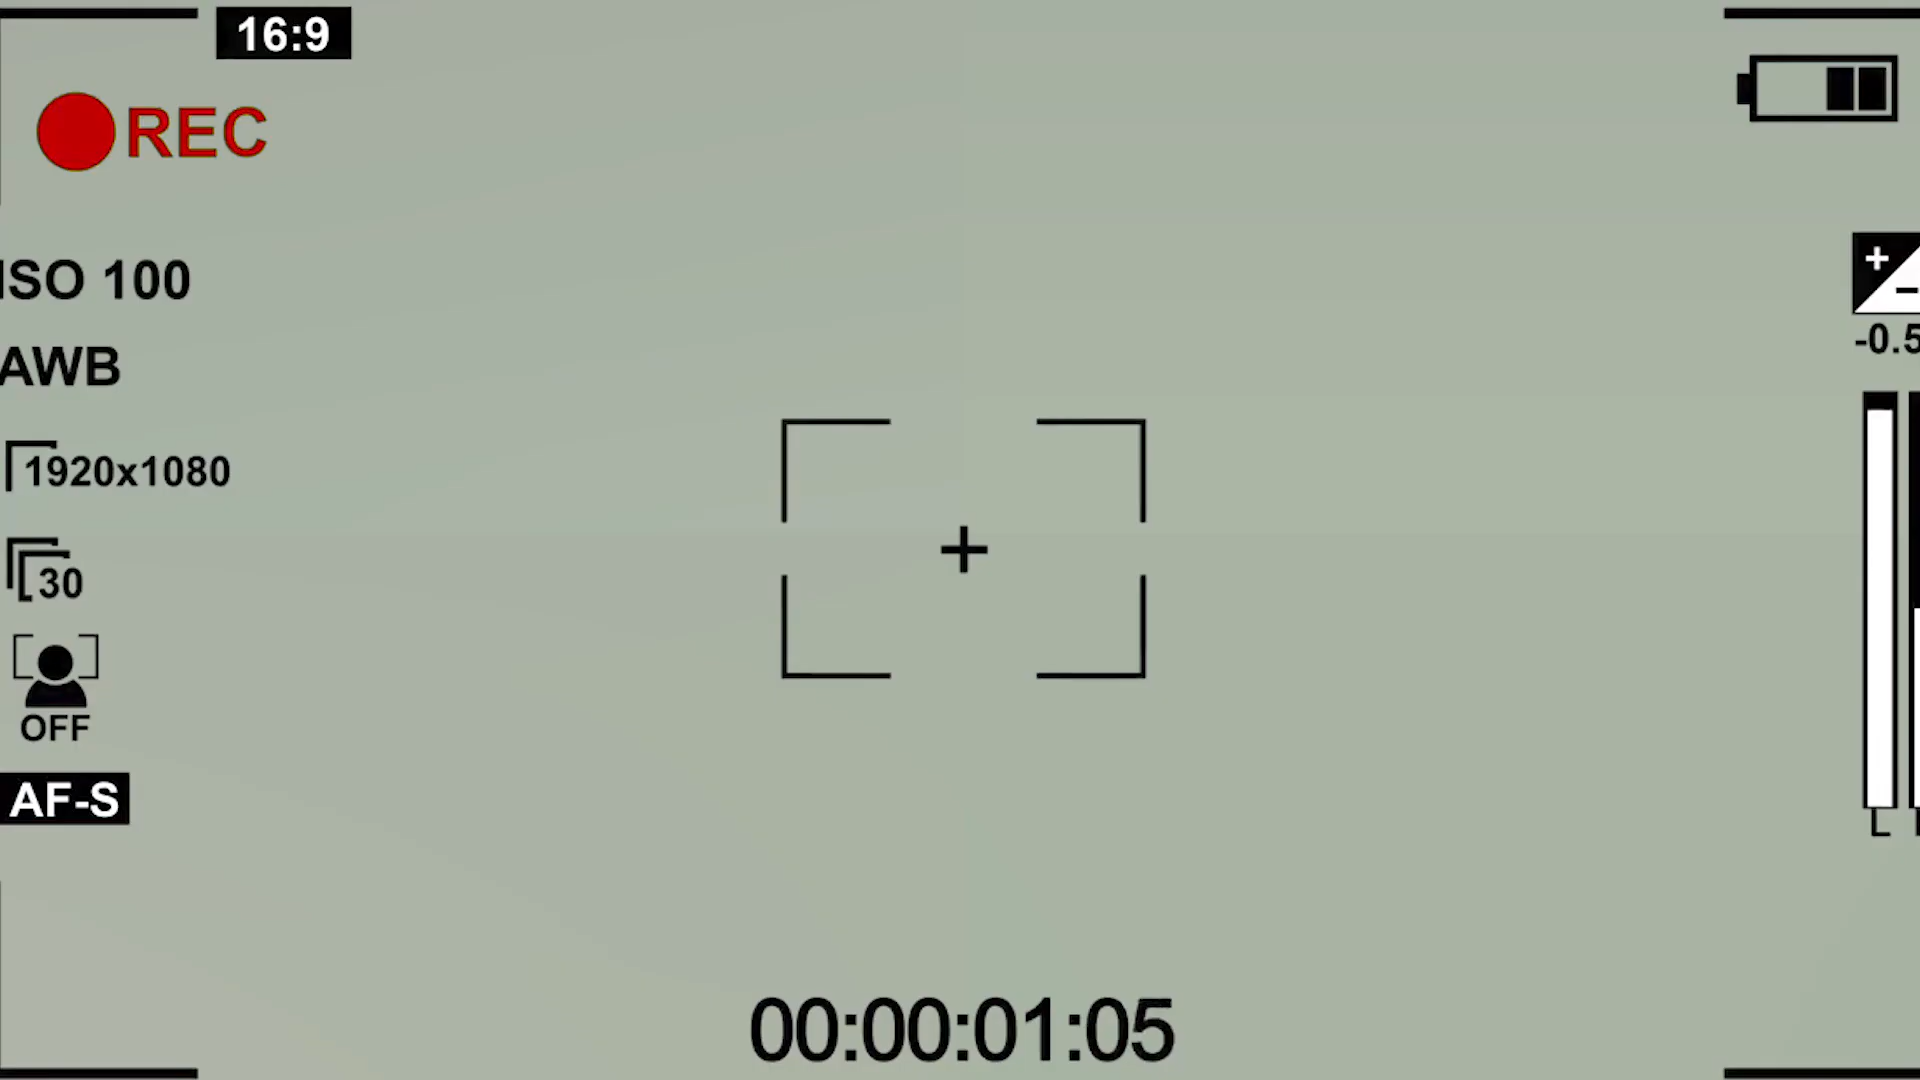 16:9
REC
ISO 100
AWB
1920x1080
30
OFF
AF-S
+
-
-0.5
L
+
00:00:01:05